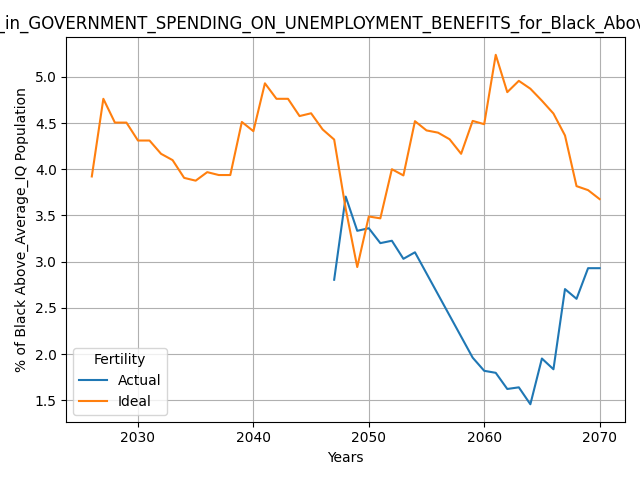 _in_GOVERNMENT_SPENDING_ON_UNEMPLOYMENT_BENEFITS_for_Black_Abov
% of Black Above_Average_IQ Population
5.0
4.5
4.0
3.5
3.0
2.5
2.0
1.5
Fertility
Actual
Ideal
2030
2040
2050
2060
2070
Years